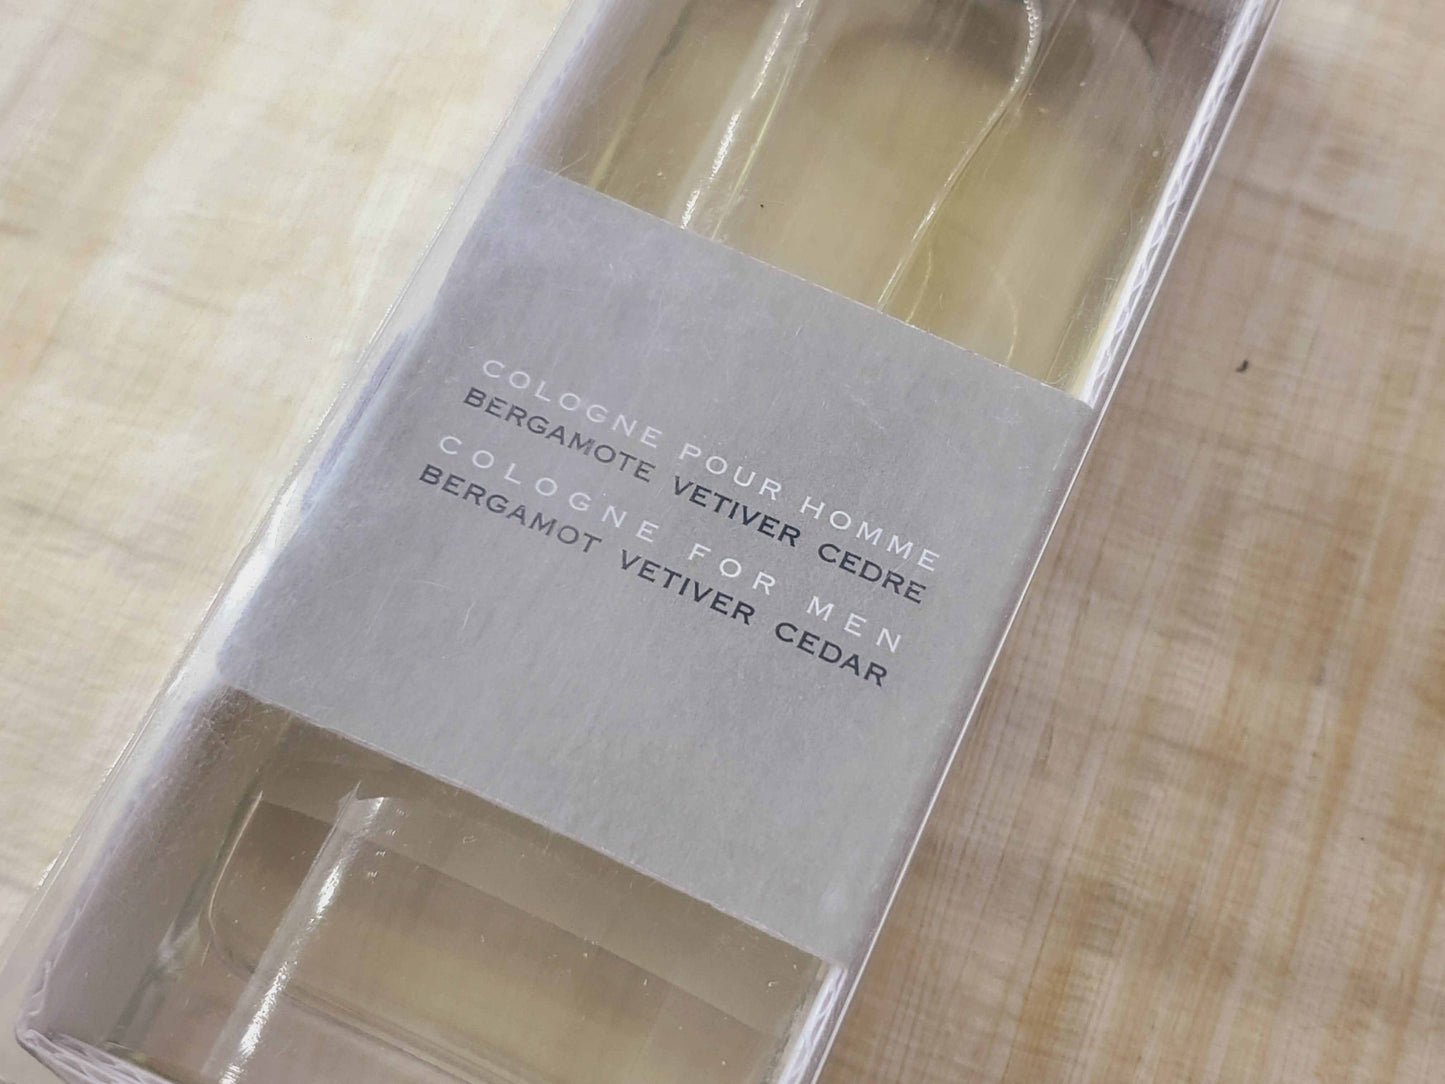 COLOGNE POUR HOMME
BERGAMOTE VETIVER CEDRE
COLOGNE FOR MEN
BERGAMOT VETIVER CEDAR